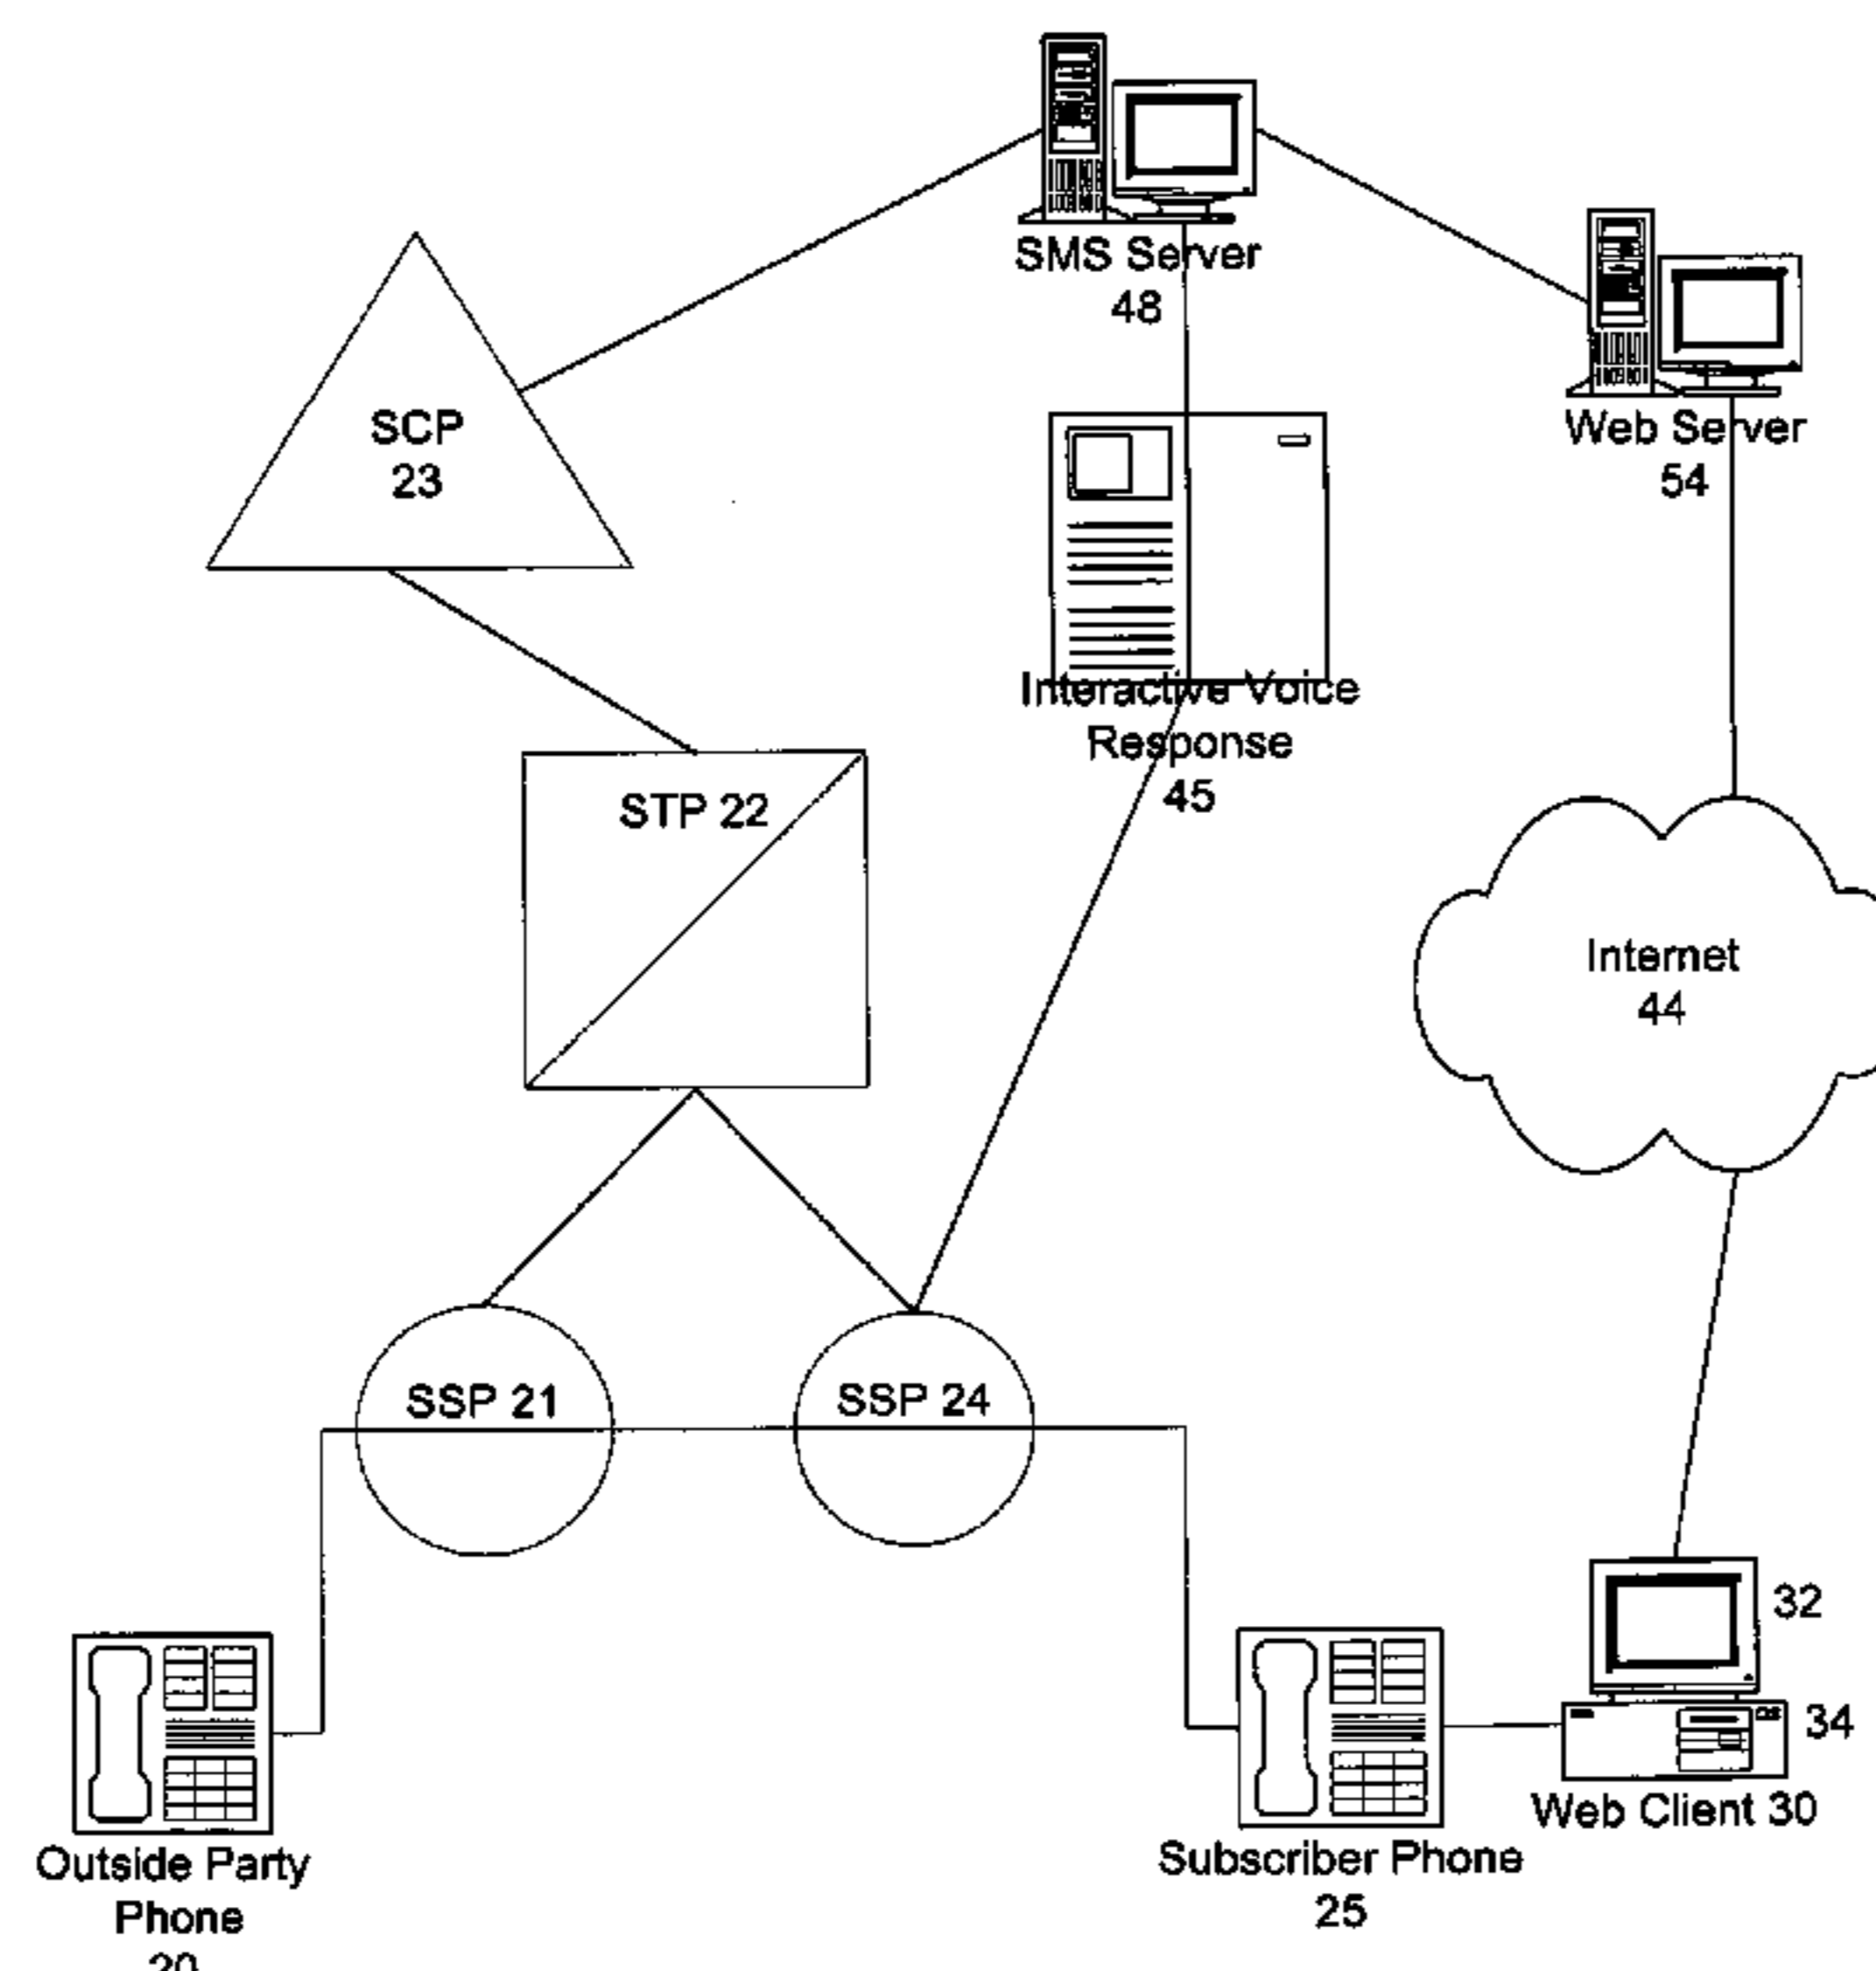 SMS Server
48
Web Server
54
SCP
23
Interactive Voice
Response
45
STP 22
Internet
44
SSP 21
SSP 24
32
34
Web Client 30
Subscriber Phone
25
Outside Party
Phone
20